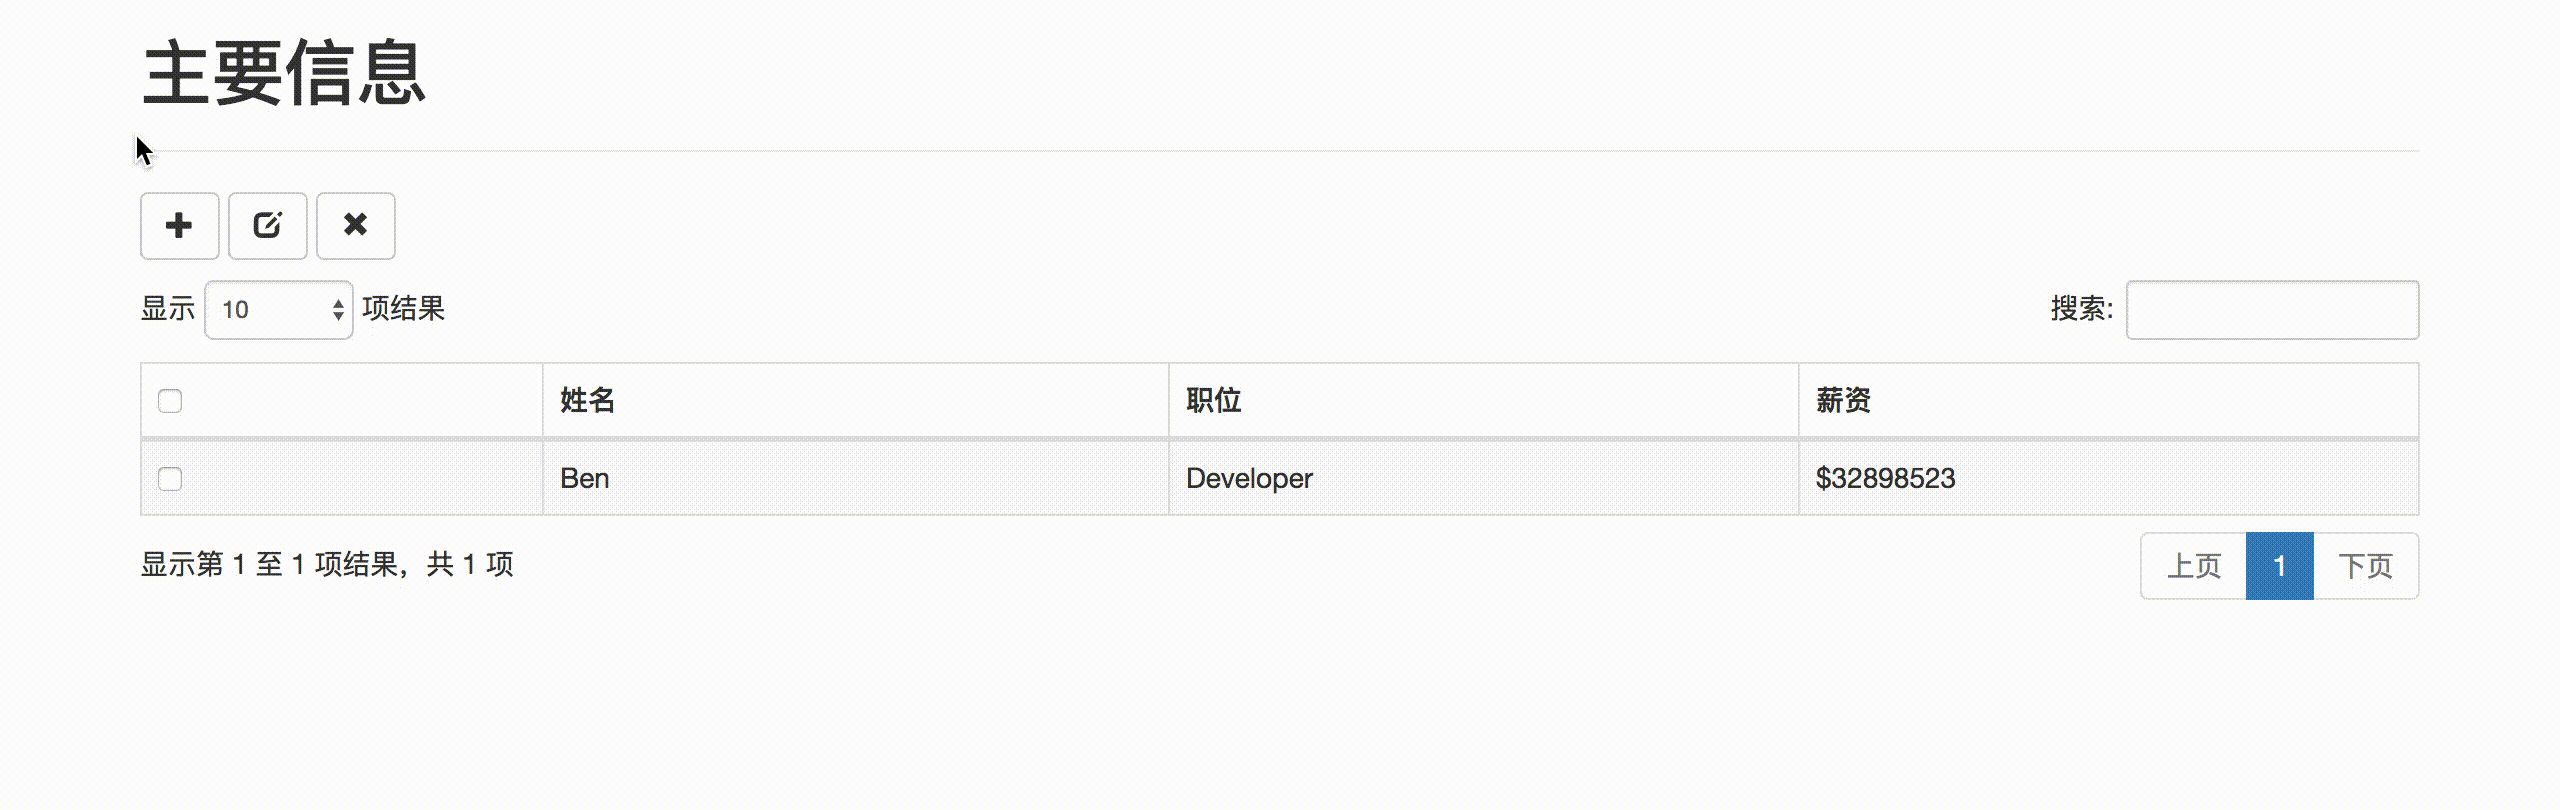 主要信息
显示 10 项结果
搜索:
姓名 职位 薪资
Ben Developer $32898523
显示第 1 至 1 项结果，共 1 项
上页 1 下页